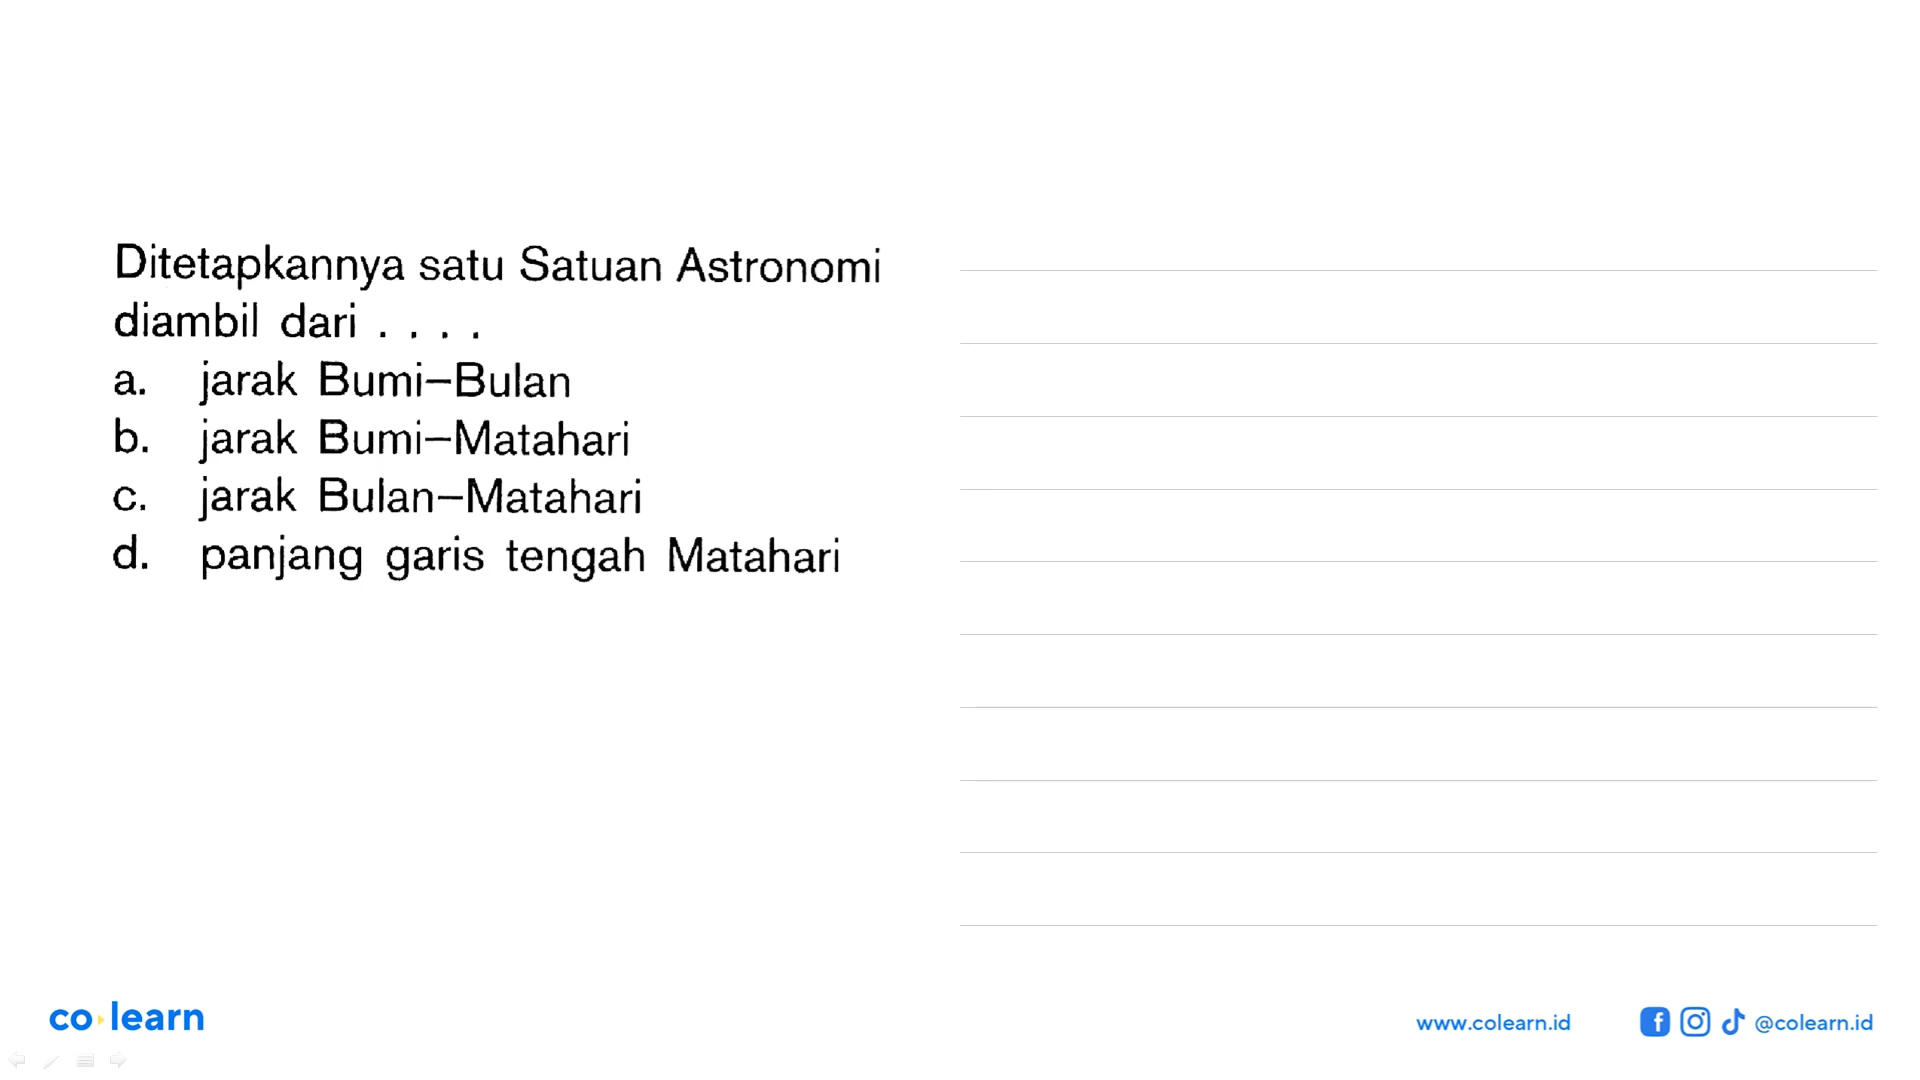 Ditetapkannya satu Satuan Astronomi
diambil dari . . . .
a. jarak Bumi–Bulan
b. jarak Bumi–Matahari
c. jarak Bulan–Matahari
d. panjang garis tengah Matahari
co learn
www.colearn.id @colearn.id